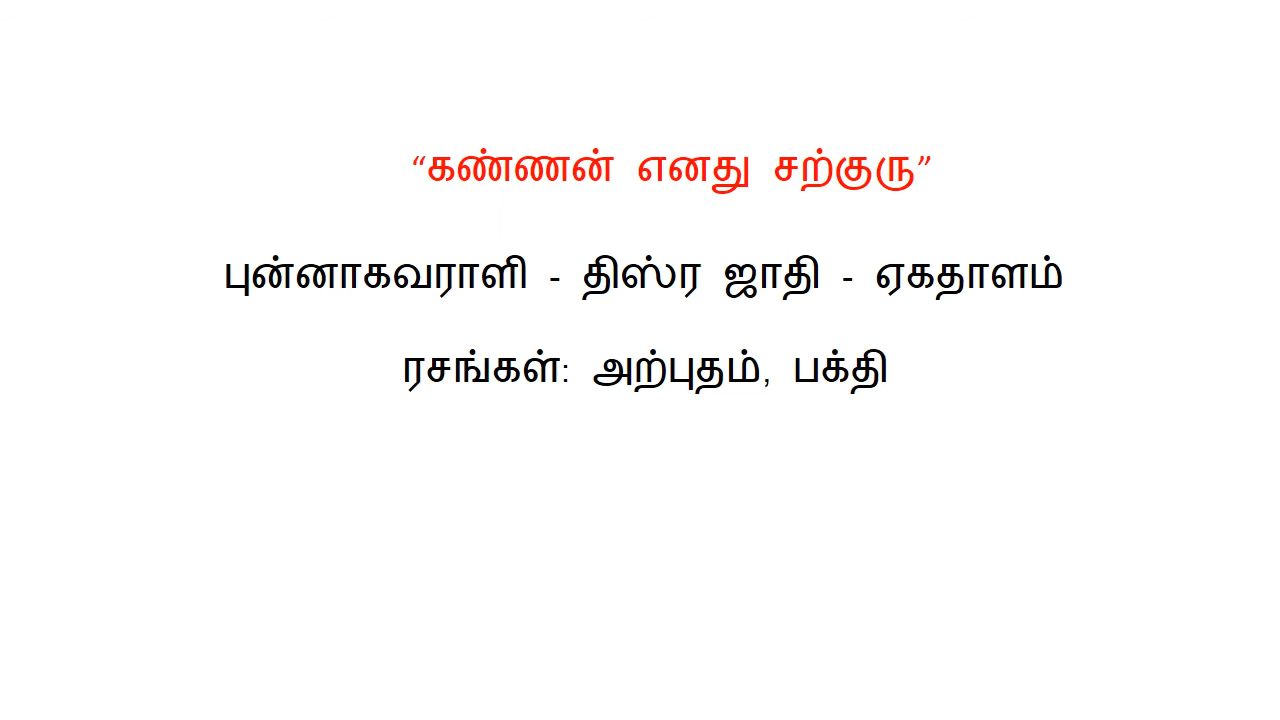 “கண்ணன் எனது சற்குரு”
புன்னாகவராளி - திஸ்ர ஜாதி - ஏகதாளம்
ரசங்கள்: அற்புதம், பக்தி